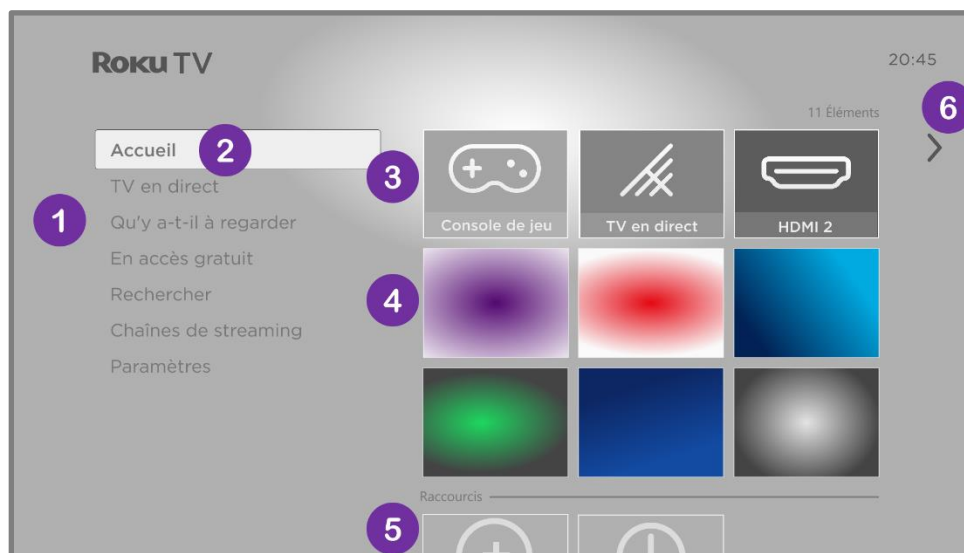 Roku TV
20:45
11 Éléments
6
Accueil
2
TV en direct
1
Qu'y a-t-il à regarder
En accès gratuit
Rechercher
Chaînes de streaming
Paramètres
3
Console de jeu
TV en direct
HDMI 2
4
Raccourcis
5